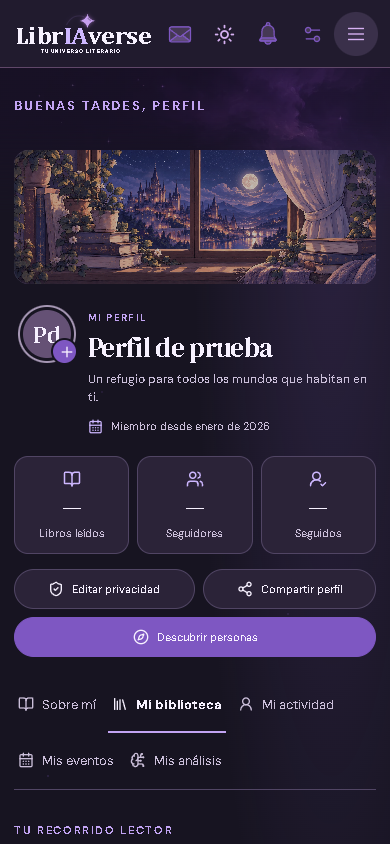 LibrIAverse
TU UNIVERSO LITERARIO
BUENAS TARDES, PERFIL
Pd
MI PERFIL
Perfil de prueba
Un refugio para todos los mundos que habitan en
ti.
Miembro desde enero de 2026
— — —
Libros leídos Seguidores Seguidos
Editar privacidad Compartir perfil
Descubrir personas
Sobre mí Mi biblioteca Mi actividad
Mis eventos Mis análisis
TU RECORRIDO LECTOR